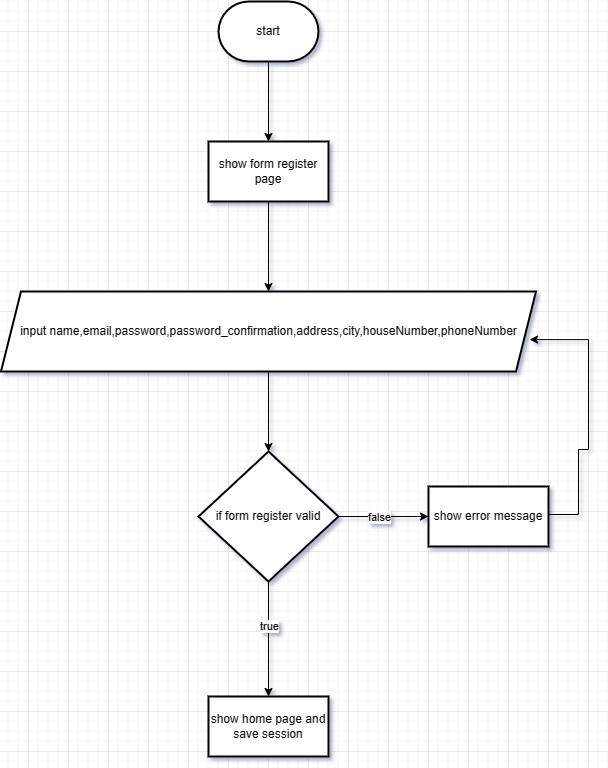 start
show form register
page
input name,email,password,password_confirmation,address,city,houseNumber,phoneNumber
if form register valid
false
show error message
true
show home page and
save session